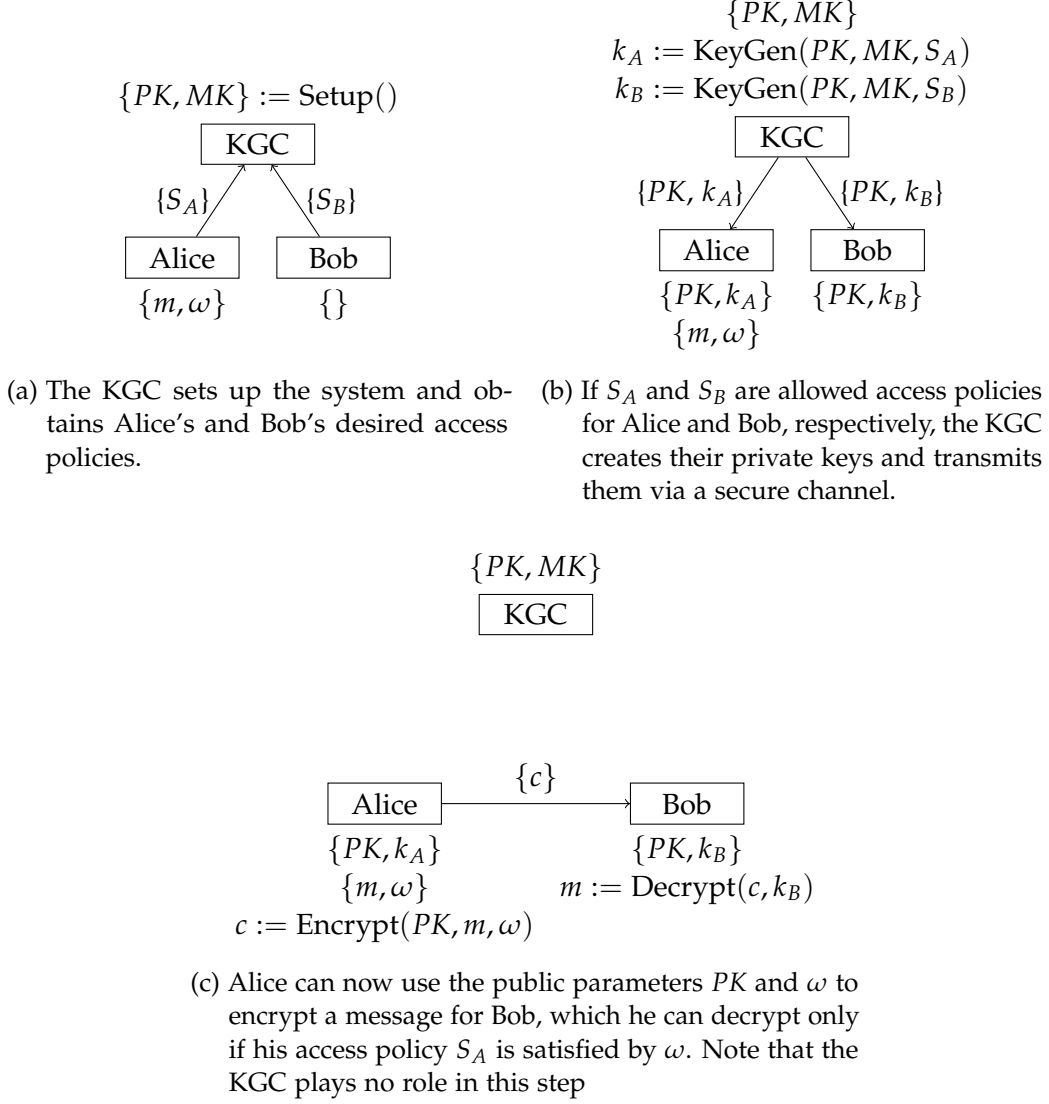 {PK, MK} := Setup()
KGC
{S_A} {S_B}
Alice Bob
{m, ω} {}
(a) The KGC sets up the system and ob-
tains Alice's and Bob's desired access
policies.
{PK, MK}
k_A := KeyGen(PK, MK, S_A)
k_B := KeyGen(PK, MK, S_B)
KGC
{PK, k_A} {PK, k_B}
Alice Bob
{PK, k_A} {PK, k_B}
{m, ω}
(b) If S_A and S_B are allowed access policies
for Alice and Bob, respectively, the KGC
creates their private keys and transmits
them via a secure channel.
{PK, MK}
KGC
{c}
Alice Bob
{PK, k_A} {PK, k_B}
{m, ω} m := Decrypt(c, k_B)
c := Encrypt(PK, m, ω)
(c) Alice can now use the public parameters PK and ω to
encrypt a message for Bob, which he can decrypt only
if his access policy S_A is satisfied by ω. Note that the
KGC plays no role in this step